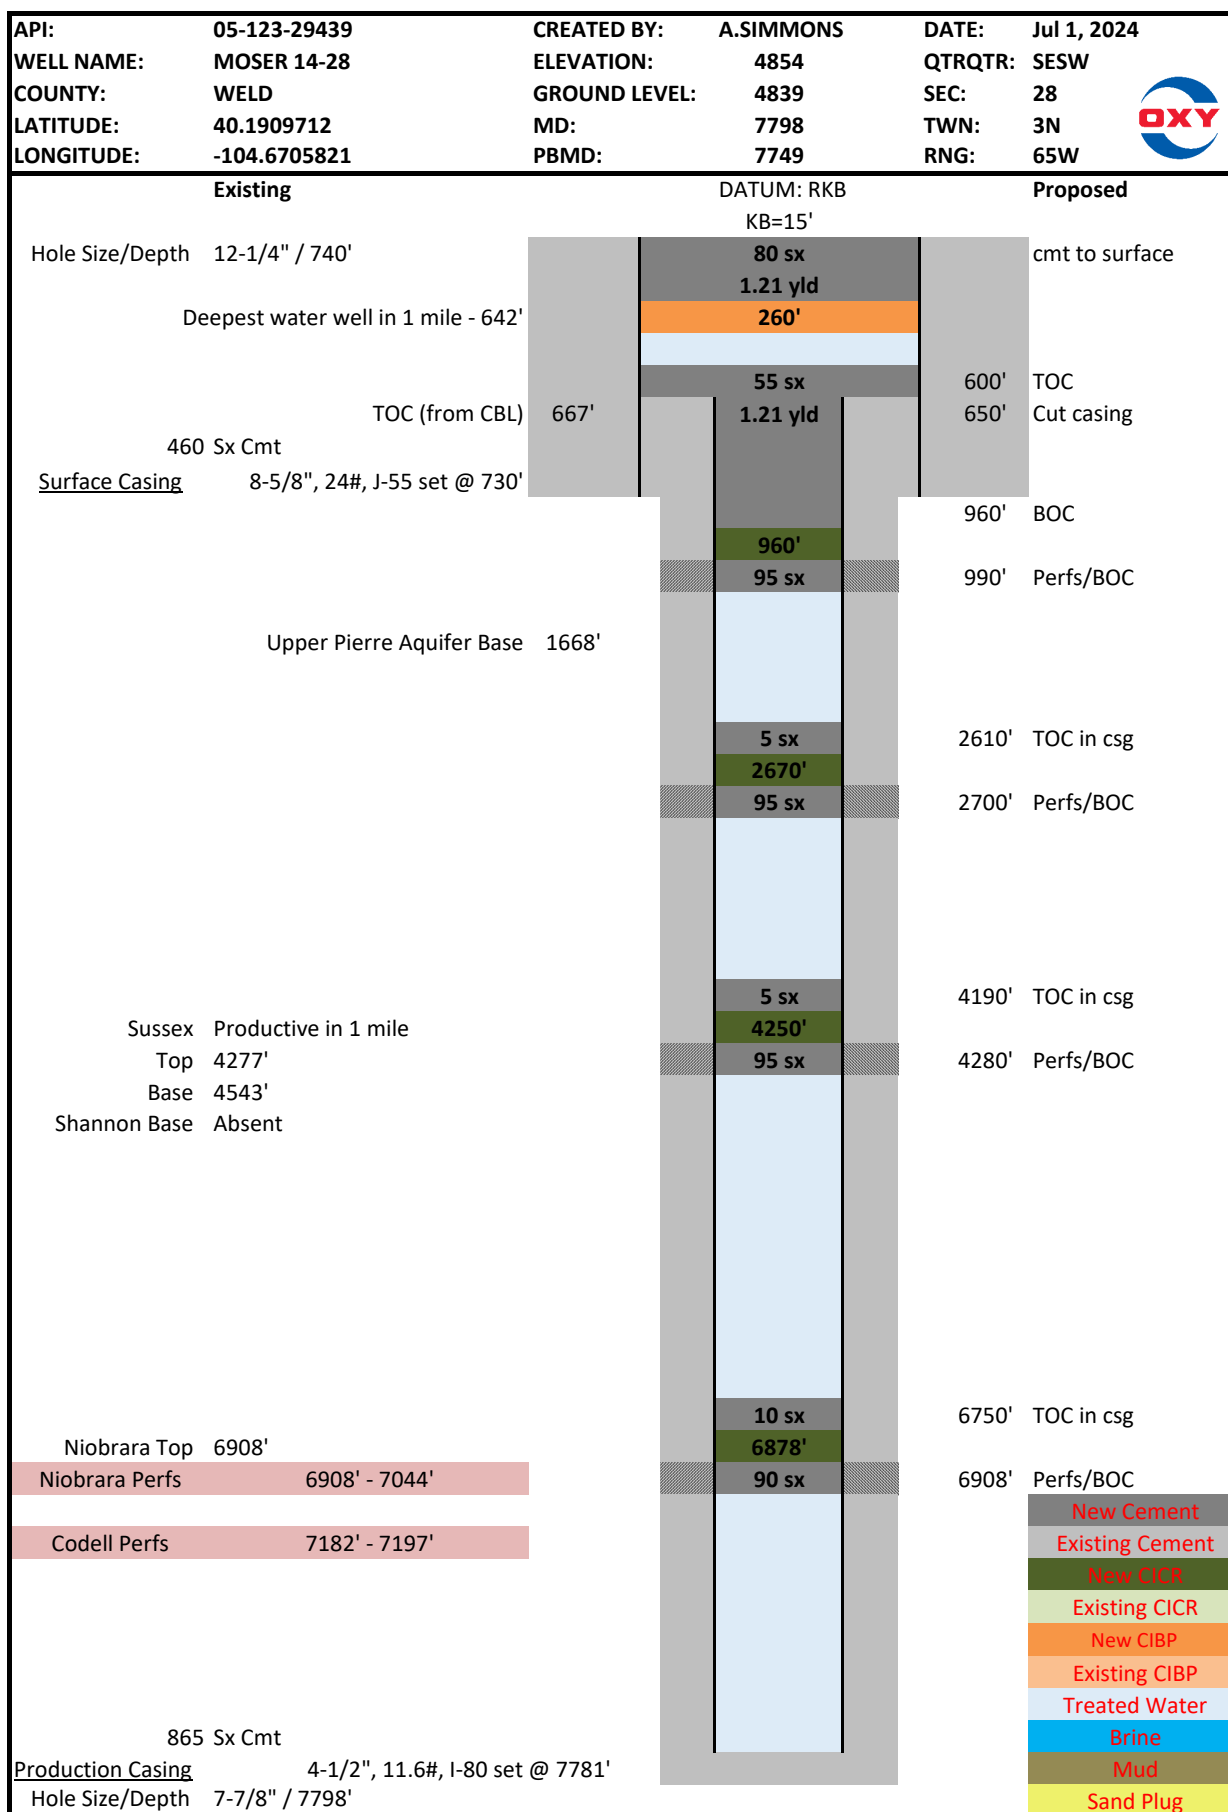 API: 05-123-29439 CREATED BY: A.SIMMONS DATE: Jul 1, 2024
WELL NAME: MOSER 14-28 ELEVATION: 4854 QTRQTR: SESW
COUNTY: WELD GROUND LEVEL: 4839 SEC: 28
LATITUDE: 40.1909712 MD: 7798 TWN: 3N
OXY
LONGITUDE: -104.6705821 PBMD: 7749 RNG: 65W
Existing DATUM: RKB Proposed
KB=15'
Hole Size/Depth 12-1/4" / 740' 80 sx cmt to surface
1.21 yld
Deepest water well in 1 mile - 642' 260'
55 sx 600' TOC
TOC (from CBL) 667' 1.21 yld 650' Cut casing
460 Sx Cmt
Surface Casing 8-5/8", 24#, J-55 set @ 730'
960' BOC
960'
95 sx 990' Perfs/BOC
Upper Pierre Aquifer Base 1668'
5 sx 2610' TOC in csg
2670'
95 sx 2700' Perfs/BOC
5 sx 4190' TOC in csg
Sussex Productive in 1 mile 4250'
Top 4277' 95 sx 4280' Perfs/BOC
Base 4543'
Shannon Base Absent
10 sx 6750' TOC in csg
Niobrara Top 6908' 6878'
Niobrara Perfs 6908' - 7044' 90 sx 6908' Perfs/BOC
New Cement
Codell Perfs 7182' - 7197' Existing Cement
New CICR
Existing CICR
New CIBP
Existing CIBP
Treated Water
865 Sx Cmt Brine
Production Casing 4-1/2", 11.6#, I-80 set @ 7781' Mud
Hole Size/Depth 7-7/8" / 7798' Sand Plug